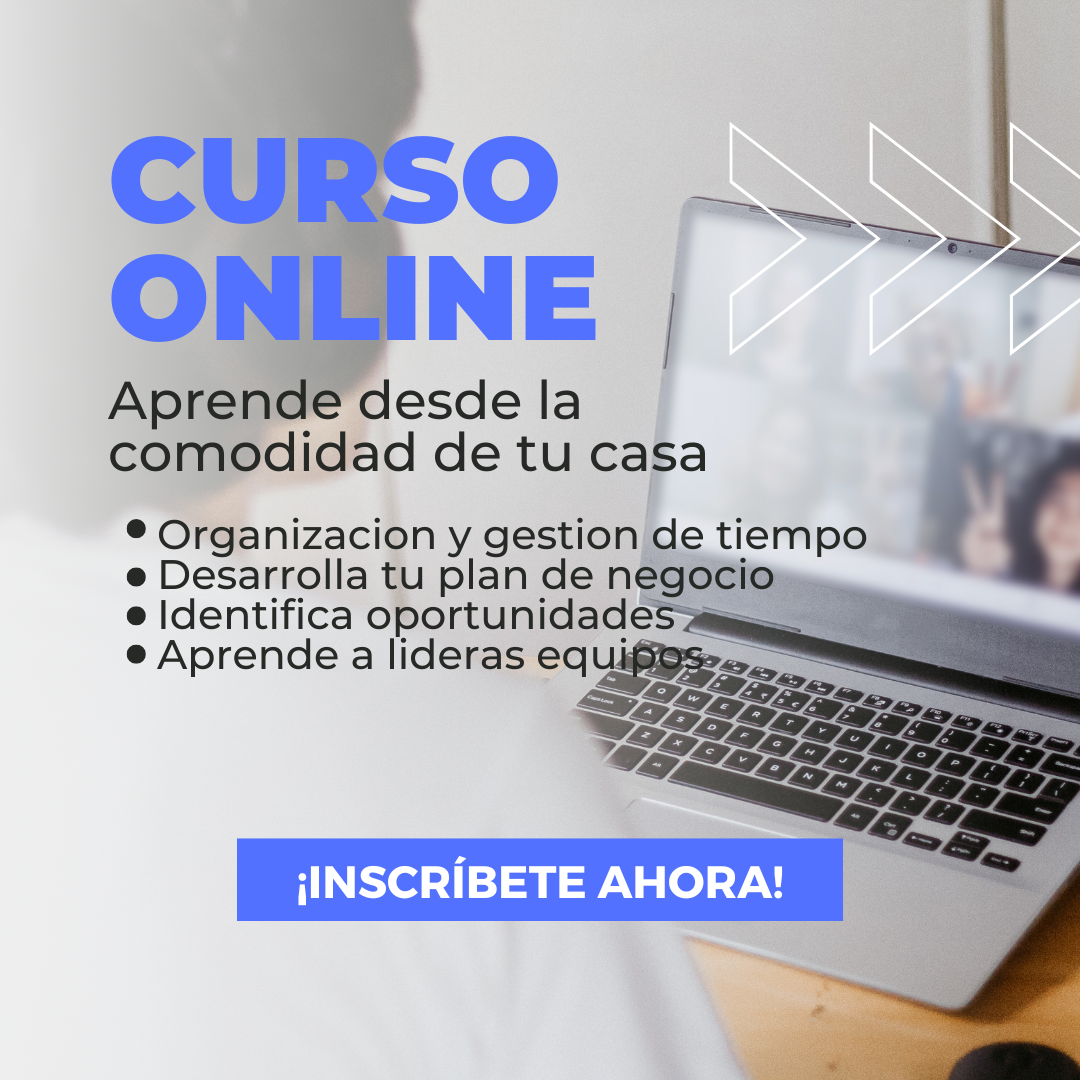 CURSO
ONLINE
Aprende desde la
comodidad de tu casa
Organizacion y gestion de tiempo
Desarrolla tu plan de negocio
Identifica oportunidades
Aprende a lideras equipos
¡INSCRÍBETE AHORA!